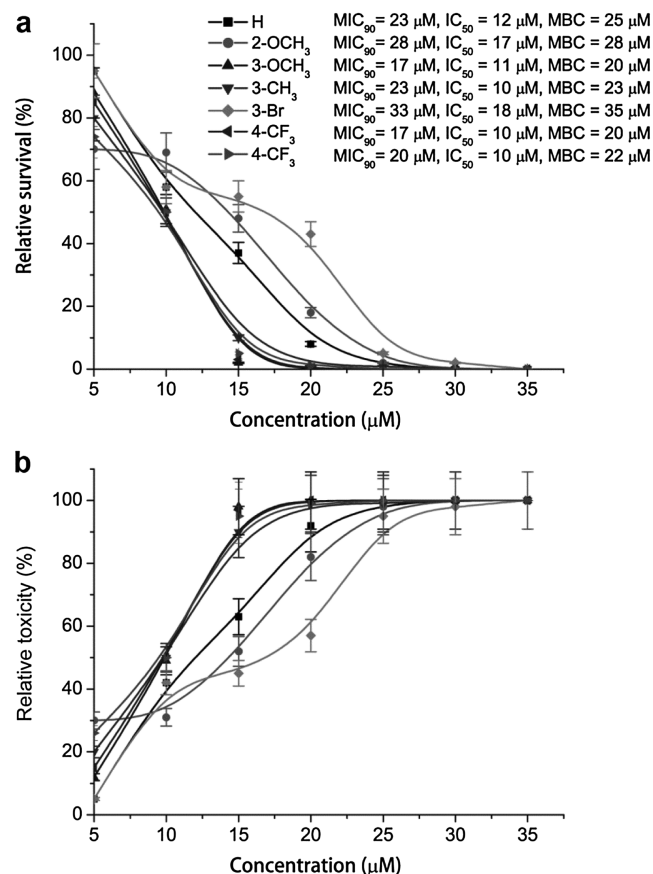 a
H MIC90 = 23 µM, IC50 = 12 µM, MBC = 25 µM
2-OCH3 MIC90 = 28 µM, IC50 = 17 µM, MBC = 28 µM
3-OCH3 MIC90 = 17 µM, IC50 = 11 µM, MBC = 20 µM
3-CH3 MIC90 = 23 µM, IC50 = 10 µM, MBC = 23 µM
3-Br MIC90 = 33 µM, IC50 = 18 µM, MBC = 35 µM
4-CF3 MIC90 = 17 µM, IC50 = 10 µM, MBC = 20 µM
4-CF3 MIC90 = 20 µM, IC50 = 10 µM, MBC = 22 µM
Relative survival (%)
100
80
60
40
20
0
5 10 15 20 25 30 35
Concentration (µM)
b
Relative toxicity (%)
100
80
60
40
20
0
5 10 15 20 25 30 35
Concentration (µM)